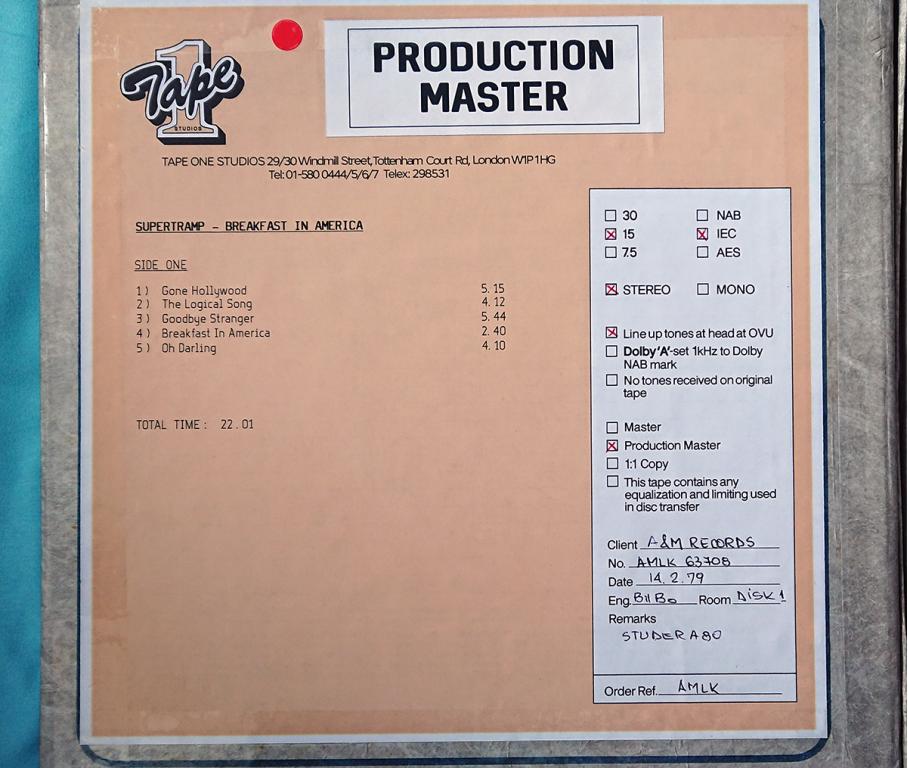 1
Tape
STUDIOS
PRODUCTION
MASTER
TAPE ONE STUDIOS 29/30 Windmill Street, Tottenham Court Rd, London W1P 1HG
Tel: 01-580 0444/5/6/7 Telex: 298531
SUPERTRAMP - BREAKFAST IN AMERICA
SIDE ONE
1) Gone Hollywood 5.15
2) The Logical Song 4.12
3) Goodbye Stranger 5.44
4) Breakfast In America 2.40
5) Oh Darling 4.10
TOTAL TIME: 22.01
30 NAB
15 IEC
7.5 AES
STEREO MONO
Line up tones at head at OVU
Dolby 'A'-set 1kHz to Dolby
NAB mark
No tones received on original
tape
Master
Production Master
1:1 Copy
This tape contains any
equalization and limiting used
in disc transfer
Client A&M RECORDS
No. AMLK 63708
Date 14.2.79
Eng. Bil Bo Room DISK 1
Remarks
STUDER A80
Order Ref. AMLK